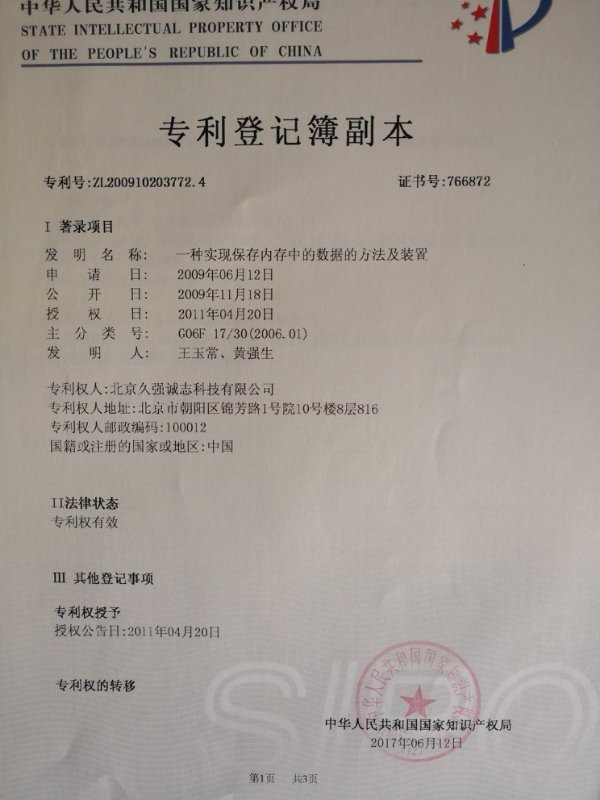 中华人民共和国国家知识产权局
STATE INTELLECTUAL PROPERTY OFFICE
OF THE PEOPLE'S REPUBLIC OF CHINA
专利登记簿副本
专利号:ZL200910203772.4 证书号:766872
I 著录项目
发明名称: 一种实现保存内存中的数据的方法及装置
申请日: 2009年06月12日
公开日: 2009年11月18日
授权日: 2011年04月20日
主分类号: G06F 17/30(2006.01)
发明人: 王玉常、黄强生
专利权人:北京久强诚志科技有限公司
专利权人地址:北京市朝阳区锦芳路1号院10号楼8层816
专利权人邮政编码:100012
国籍或注册的国家或地区:中国
II法律状态
专利权有效
III 其他登记事项
专利权授予
授权公告日:2011年04月20日
专利权的转移
SIPO
中华人民共和国国家知识产权局
2017年06月12日
第1页 共3页